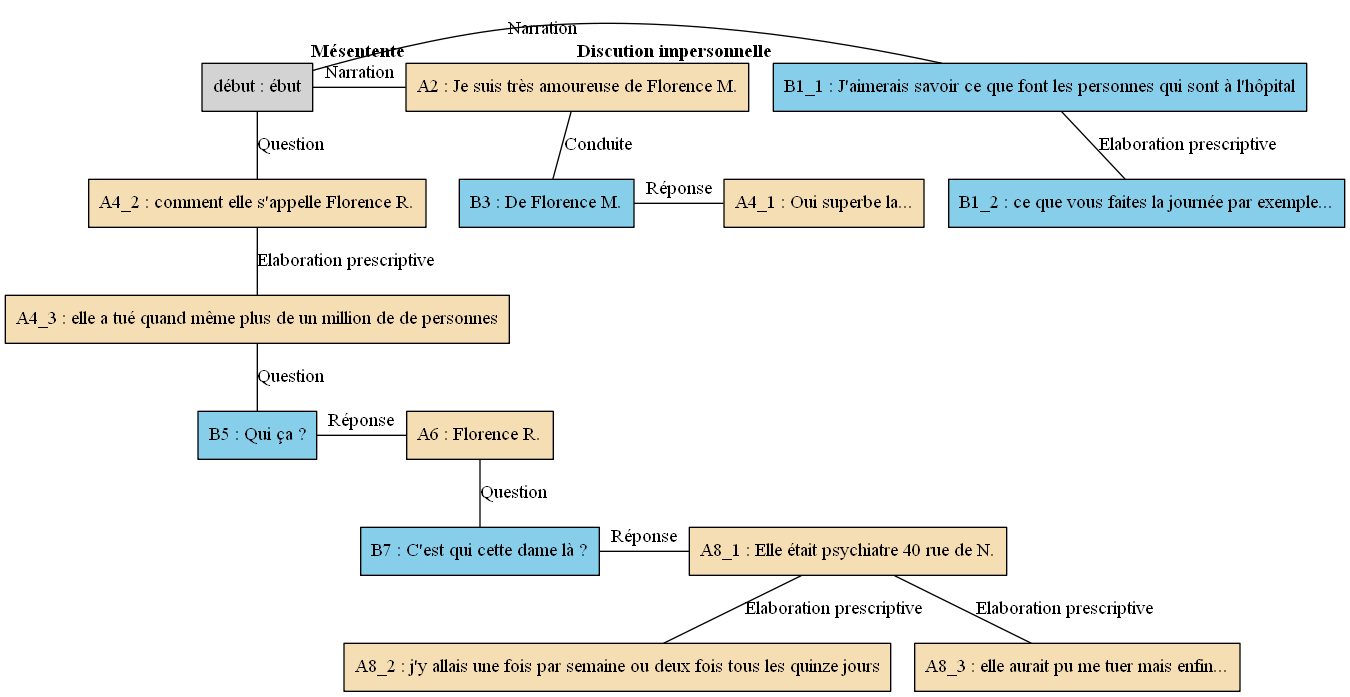 Narration
Mésentente
Discution impersonnelle
Narration
début : ébut
A2 : Je suis très amoureuse de Florence M.
B1_1 : J'aimerais savoir ce que font les personnes qui sont à l'hôpital
Question
Conduite
Elaboration prescriptive
A4_2 : comment elle s'appelle Florence R.
B3 : De Florence M.
Réponse
A4_1 : Oui superbe la...
B1_2 : ce que vous faites la journée par exemple...
Elaboration prescriptive
A4_3 : elle a tué quand même plus de un million de de personnes
Question
B5 : Qui ça ?
Réponse
A6 : Florence R.
Question
B7 : C'est qui cette dame là ?
Réponse
A8_1 : Elle était psychiatre 40 rue de N.
Elaboration prescriptive
Elaboration prescriptive
A8_2 : j'y allais une fois par semaine ou deux fois tous les quinze jours
A8_3 : elle aurait pu me tuer mais enfin...